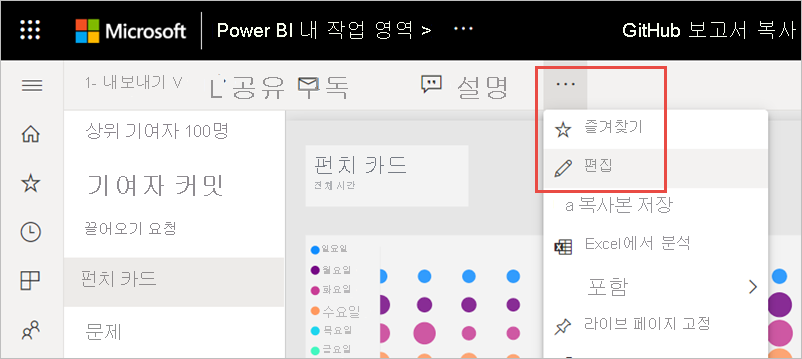 Microsoft Power BI 내 작업 영역 > ··· GitHub 보고서 복사
1- 내보내기 ∨ 공유 구독 설명 ···
상위 기여자 100명
기여자 커밋
끌어오기 요청
펀치 카드
문제
펀치 카드
전체 시간
일요일
월요일
화요일
수요일
목요일
금요일
즐겨찾기
편집
a 복사본 저장
Excel에서 분석
포함
라이브 페이지 고정